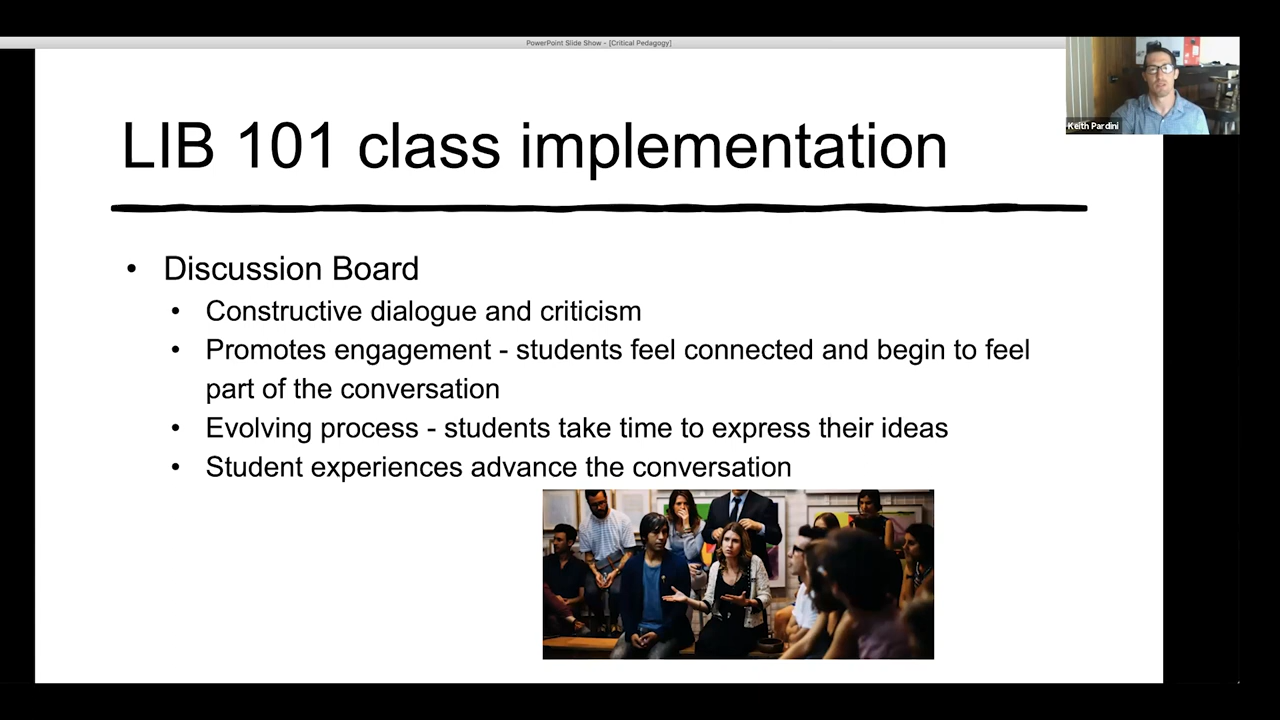 PowerPoint Slide Show - [Critical Pedagogy]
Keith Pardini
LIB 101 class implementation
• Discussion Board
• Constructive dialogue and criticism
• Promotes engagement - students feel connected and begin to feel
part of the conversation
• Evolving process - students take time to express their ideas
• Student experiences advance the conversation